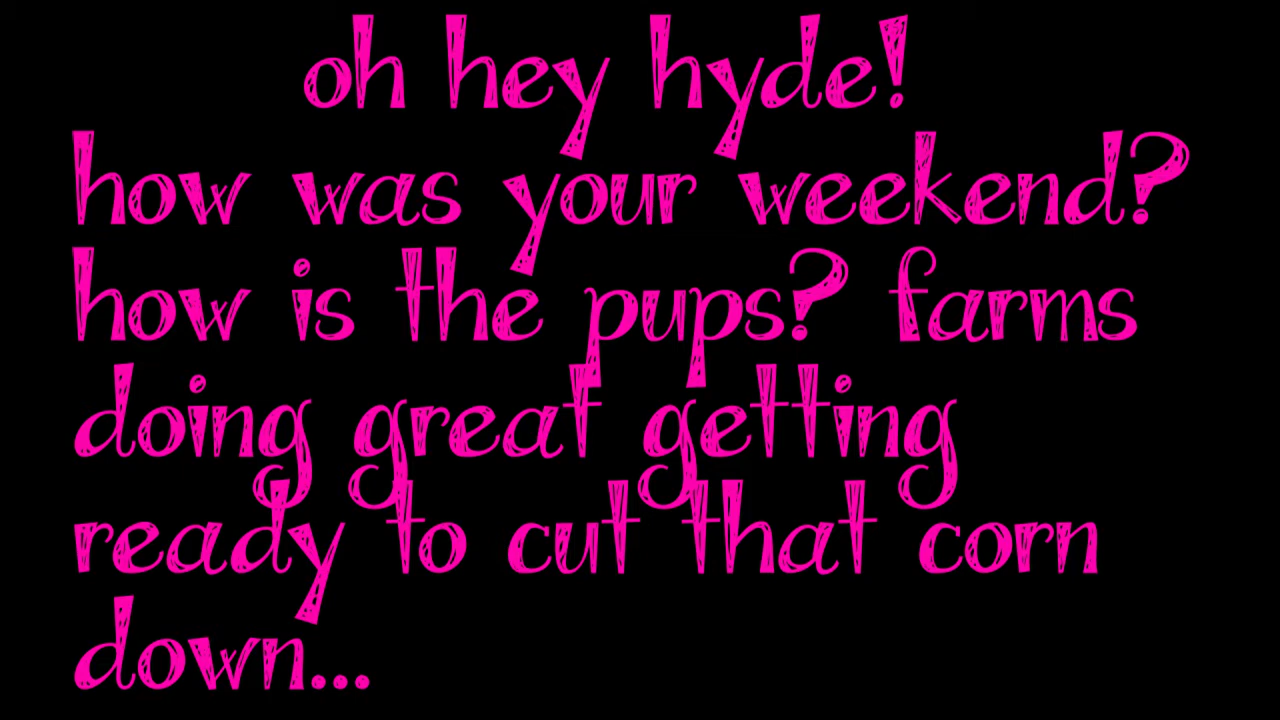 oh hey hyde!
how was your weekend?
how is the pups? farms
doing great getting
ready to cut that corn
down...